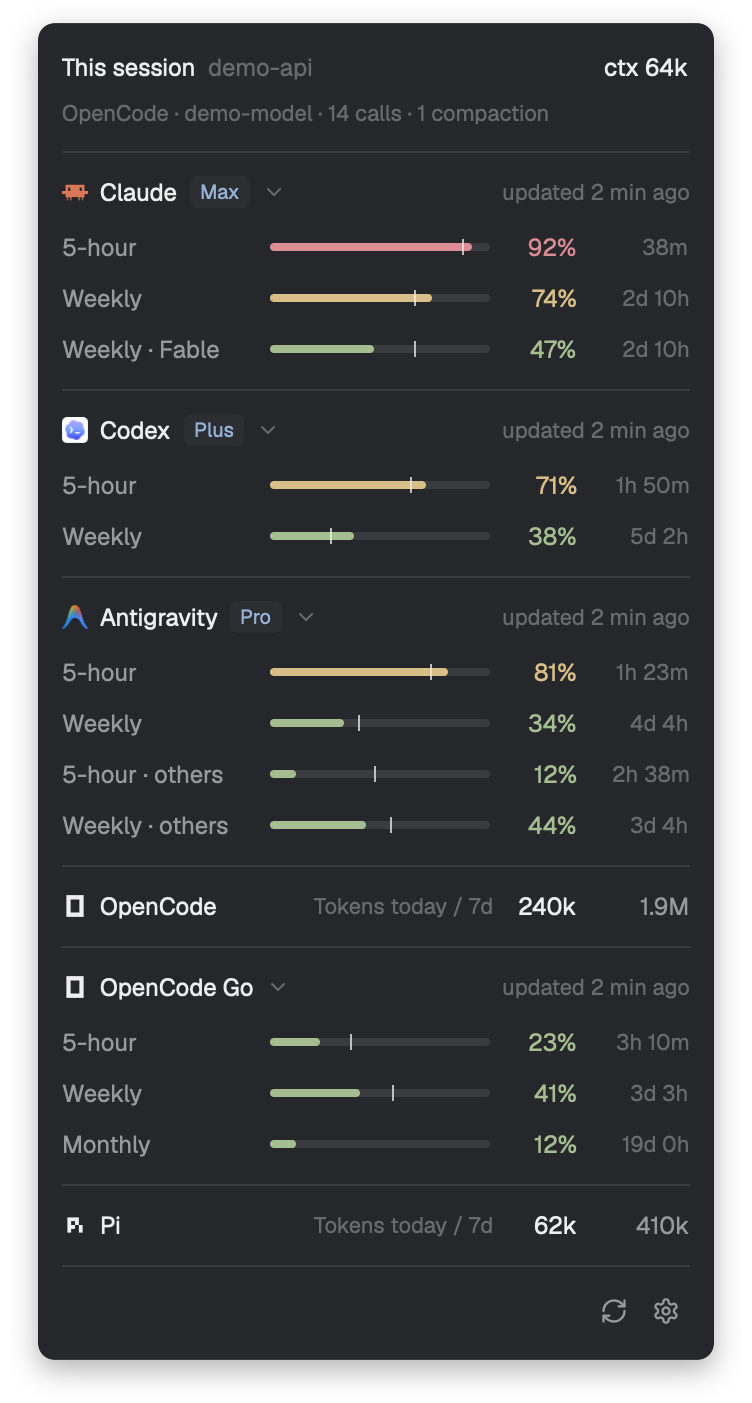 This session demo-api ctx 64k
OpenCode · demo-model · 14 calls · 1 compaction
Claude Max updated 2 min ago
5-hour 92% 38m
Weekly 74% 2d 10h
Weekly · Fable 47% 2d 10h
Codex Plus updated 2 min ago
5-hour 71% 1h 50m
Weekly 38% 5d 2h
Antigravity Pro updated 2 min ago
5-hour 81% 1h 23m
Weekly 34% 4d 4h
5-hour · others 12% 2h 38m
Weekly · others 44% 3d 4h
OpenCode Tokens today / 7d 240k 1.9M
OpenCode Go updated 2 min ago
5-hour 23% 3h 10m
Weekly 41% 3d 3h
Monthly 12% 19d 0h
Pi Tokens today / 7d 62k 410k